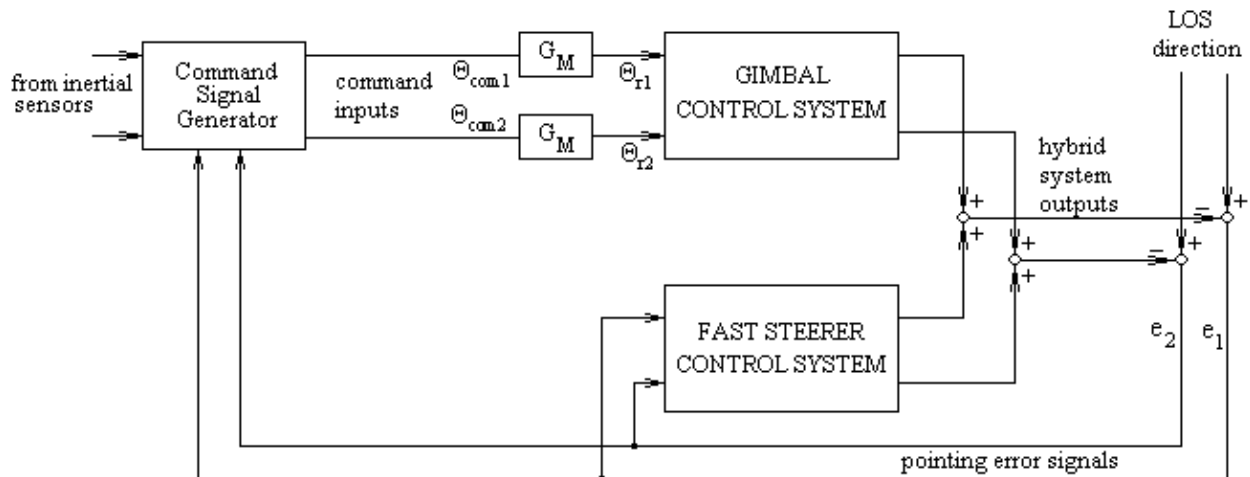 from inertial
sensors
Command
Signal
Generator
command
inputs
Θcom1
Θcom2
GM
GM
Θr1
Θr2
GIMBAL
CONTROL SYSTEM
LOS
direction
hybrid
system
outputs
+
+
+
+
−
+
−
+
FAST STEERER
CONTROL SYSTEM
e2
e1
pointing error signals